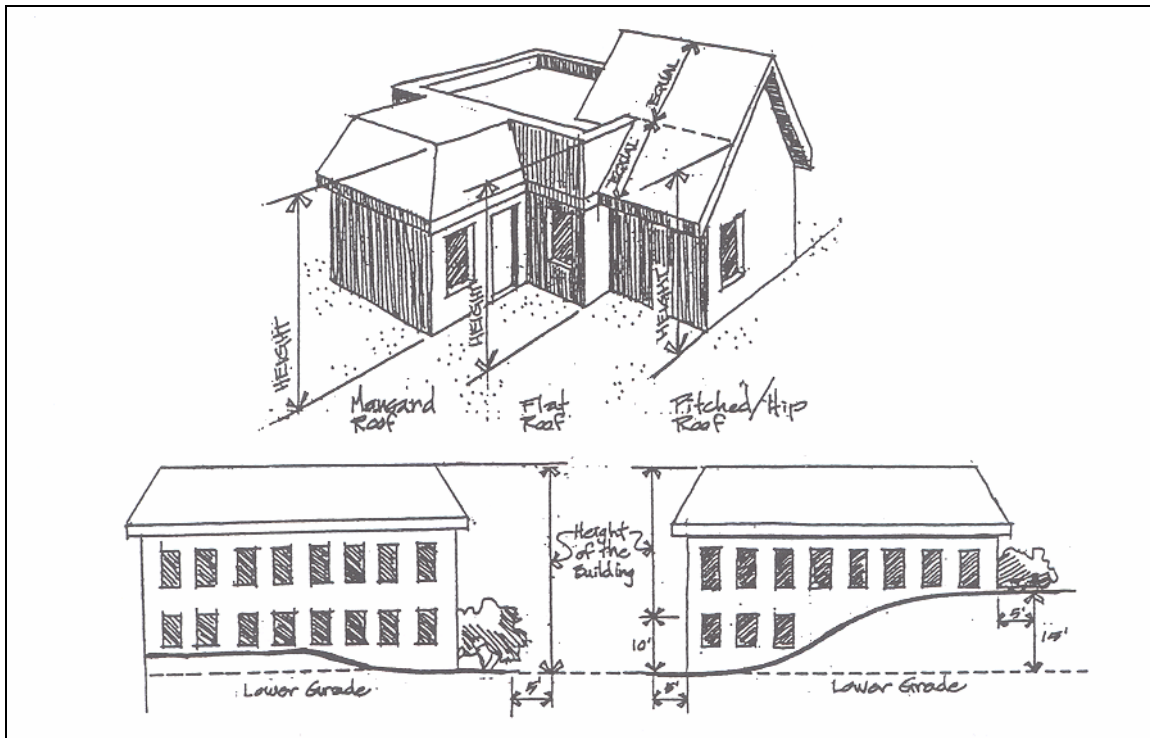 EQUAL
EQUAL
HEIGHT
HEIGHT
HEIGHT
Mansard
Roof
Flat
Roof
Pitched/Hip
Roof
Height
of the
Building
10'
5'
15'
Lower Grade
5'
5'
Lower Grade